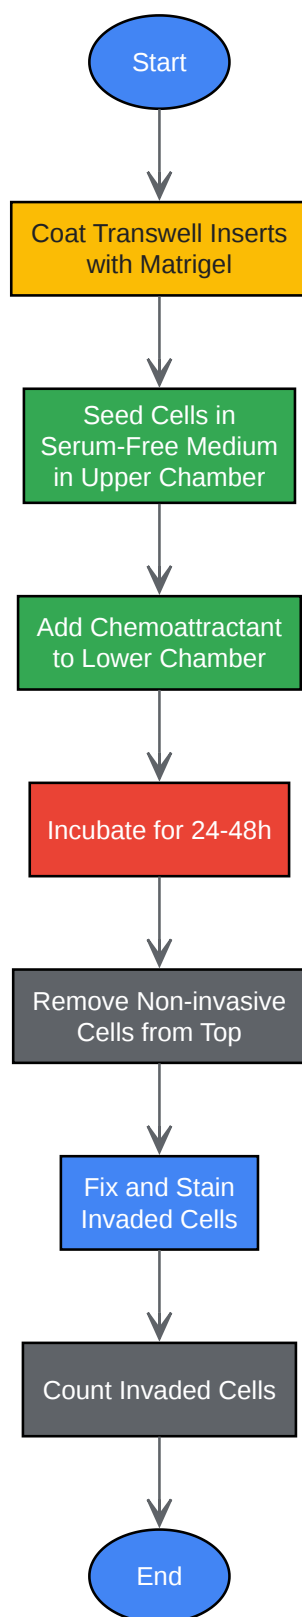 Start
Coat Transwell Inserts
with Matrigel
Seed Cells in
Serum-Free Medium
in Upper Chamber
Add Chemoattractant
to Lower Chamber
Incubate for 24-48h
Remove Non-invasive
Cells from Top
Fix and Stain
Invaded Cells
Count Invaded Cells
End